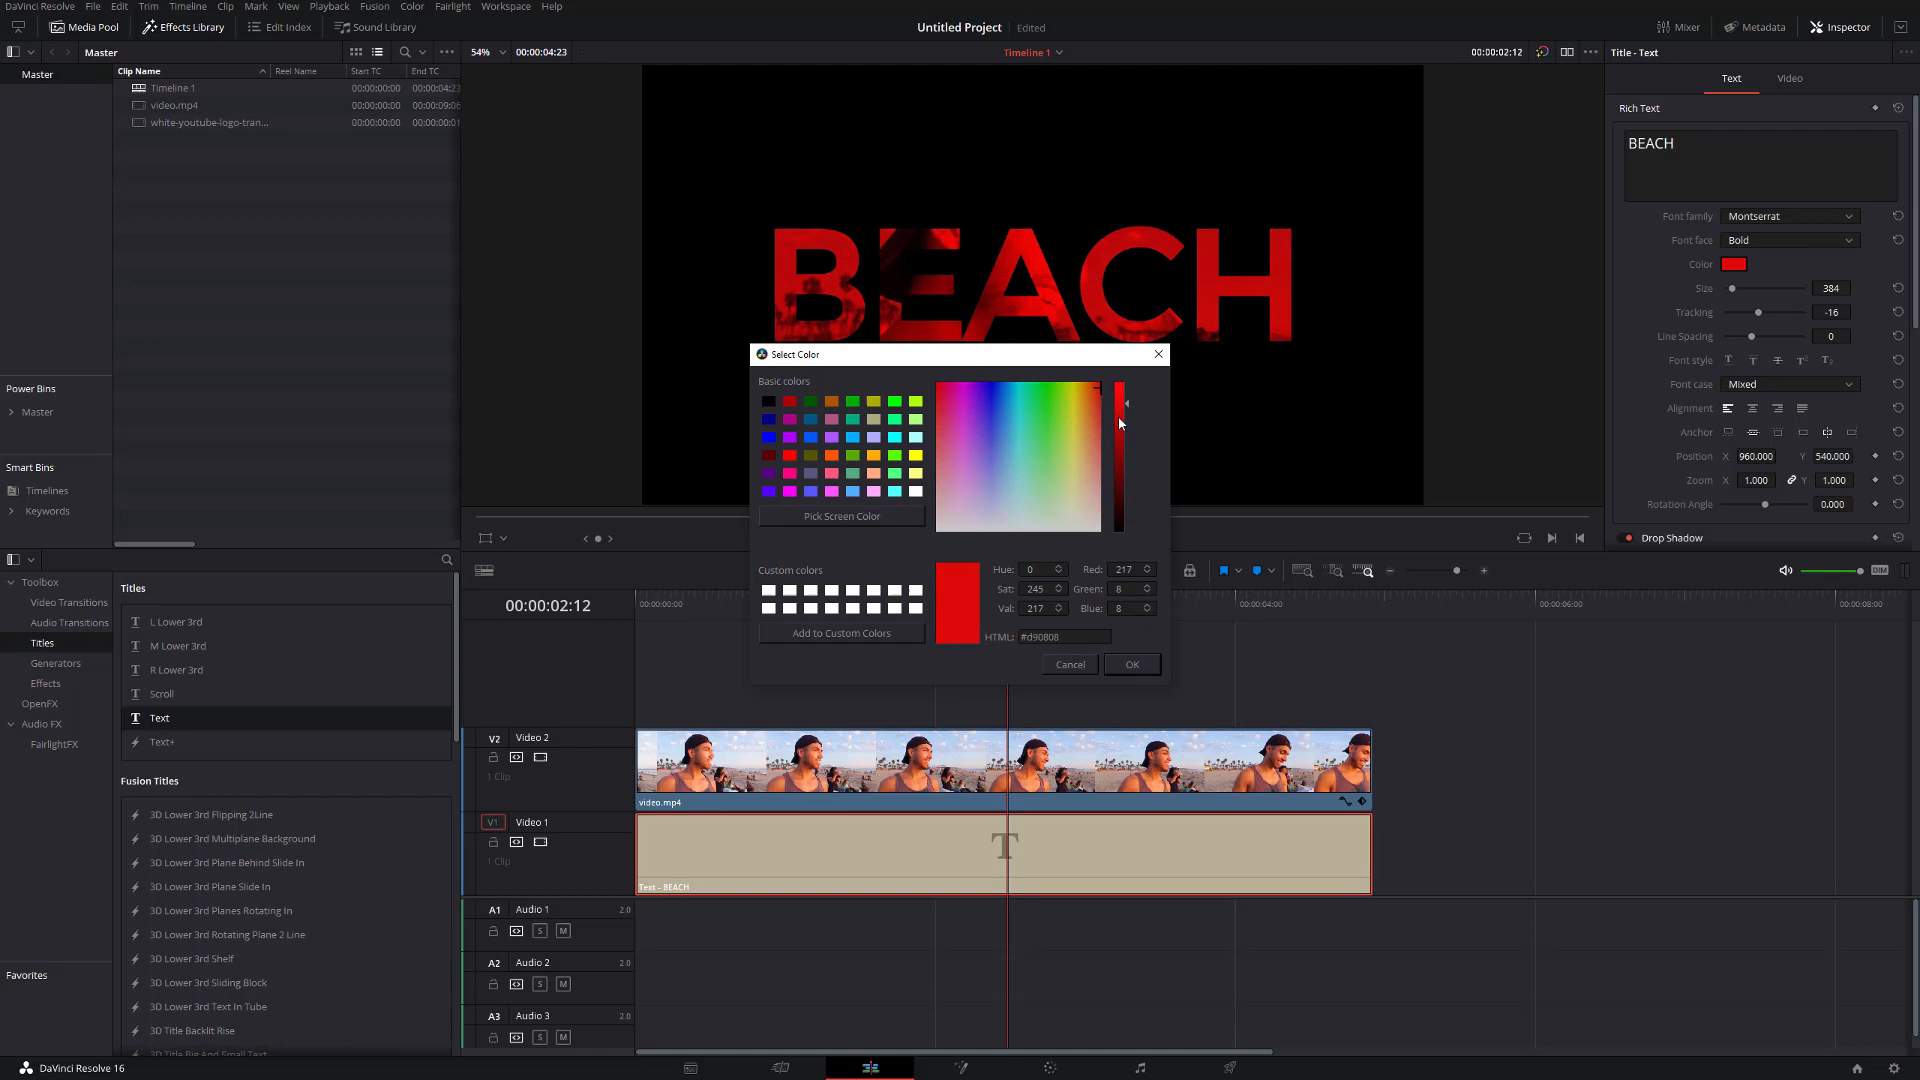 DaVinci Resolve File Edit Trim Timeline Clip Mark View Playback Fusion Color Fairlight Workspace Help
Media Pool Effects Library Edit Index Sound Library Untitled Project Edited Mixer Metadata Inspector
Master 54% 00:00:04:23 Timeline 1 00:00:02:12 Title - Text
Master
Clip Name Reel Name Start TC End TC
Timeline 1 00:00:00:00 00:00:04:23
video.mp4 00:00:00:00 00:00:09:06
white-youtube-logo-tran... 00:00:00:00 00:00:00:01
Power Bins
Master
Smart Bins
Timelines
Keywords
BEACH
Text Video
Rich Text
BEACH
Font family Montserrat
Font face Bold
Color
Size 384
Tracking -16
Line Spacing 0
Font style T T T T² T₂
Font case Mixed
Alignment
Anchor
Position X 960.000 Y 540.000
Zoom X 1.000 Y 1.000
Rotation Angle 0.000
Drop Shadow
Select Color
Basic colors
Pick Screen Color
Custom colors
Add to Custom Colors
Hue: 0 Red: 217
Sat: 245 Green: 8
Val: 217 Blue: 8
HTML: #d90808
Cancel OK
Toolbox
Video Transitions
Audio Transitions
Titles
Generators
Effects
OpenFX
Audio FX
FairlightFX
Favorites
Titles
L Lower 3rd
M Lower 3rd
R Lower 3rd
Scroll
Text
Text+
Fusion Titles
3D Lower 3rd Flipping 2Line
3D Lower 3rd Multiplane Background
3D Lower 3rd Plane Behind Slide In
3D Lower 3rd Plane Slide In
3D Lower 3rd Planes Rotating In
3D Lower 3rd Rotating Plane 2 Line
3D Lower 3rd Shelf
3D Lower 3rd Sliding Block
3D Lower 3rd Text In Tube
3D Title Backlit Rise
3D Title Big And Small Text
DIM
00:00:02:12 00:00:00:00 00:00:04:00 00:00:06:00 00:00:08:00
V2 Video 2
1 Clip
video.mp4
V1 Video 1
1 Clip
T
Text - BEACH
A1 Audio 1 2.0
S M
A2 Audio 2 2.0
S M
A3 Audio 3 2.0
S M
DaVinci Resolve 16